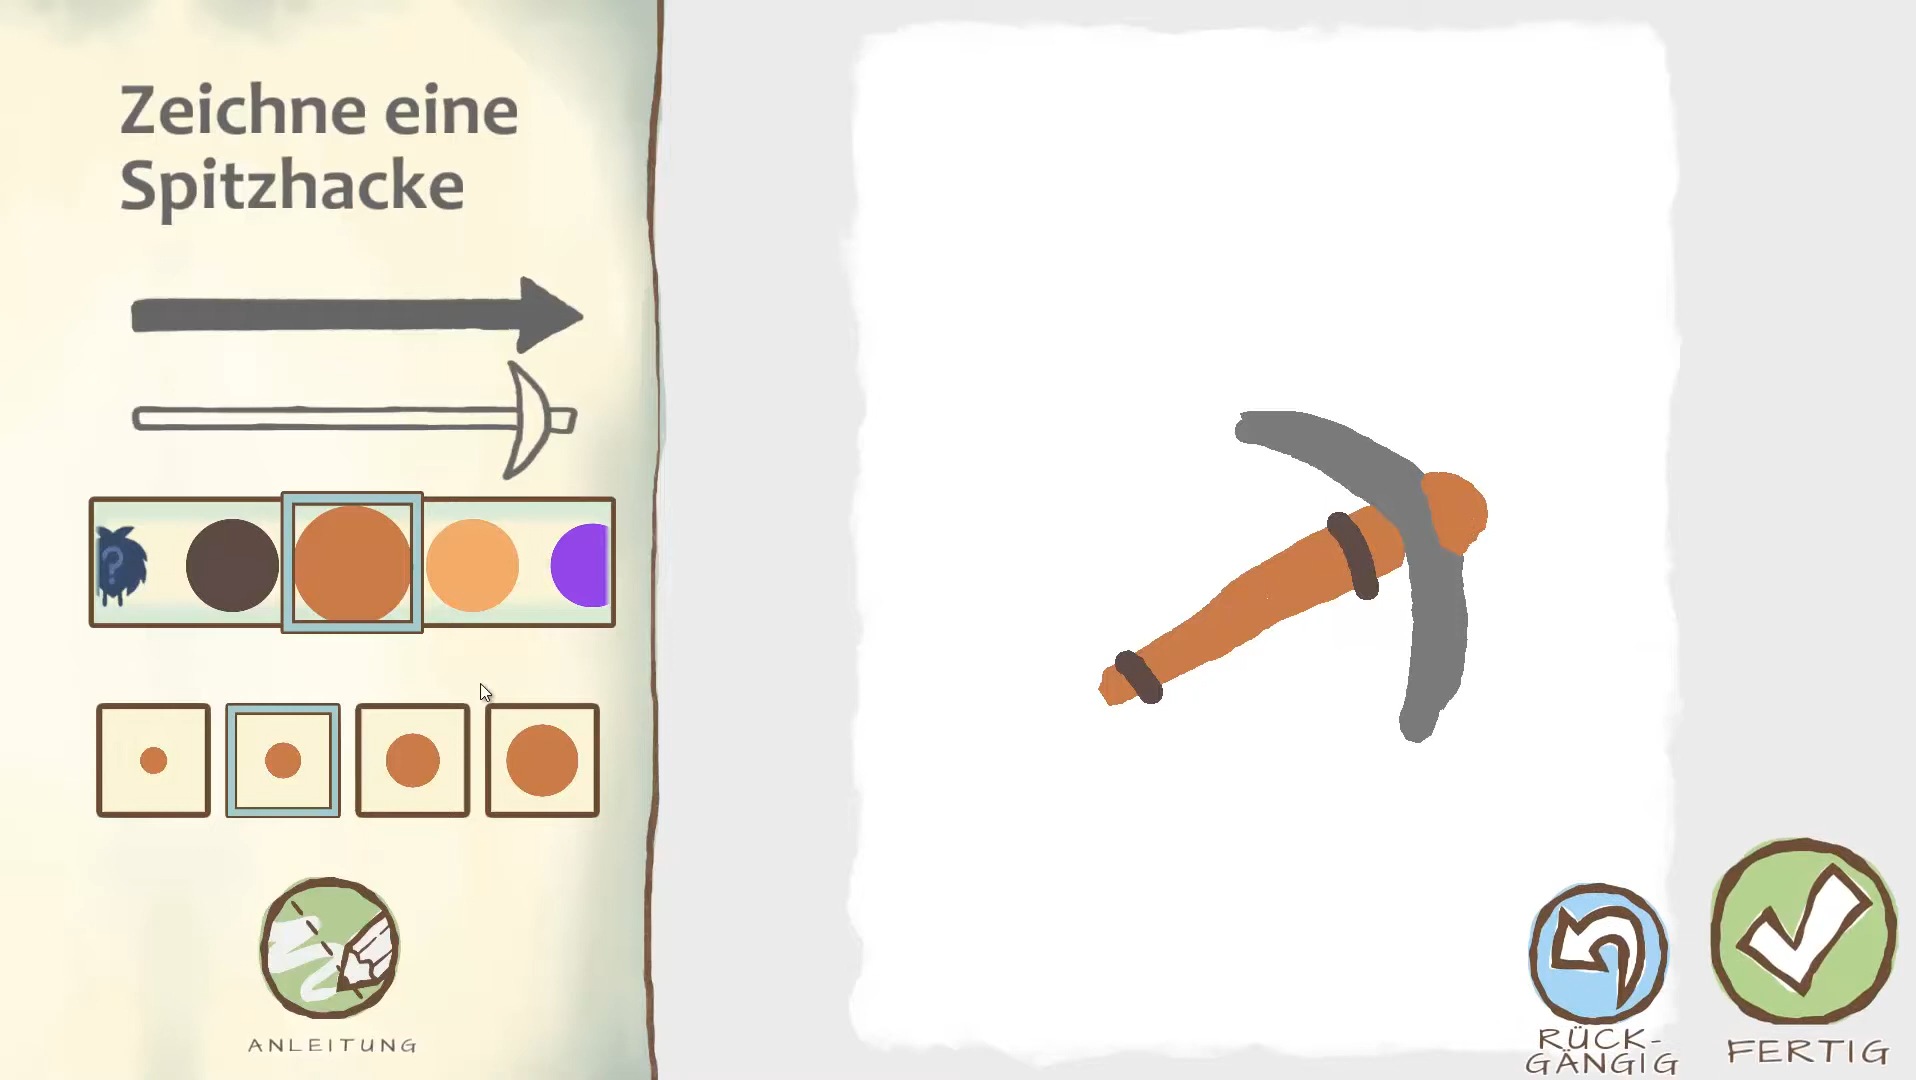 Zeichne eine
Spitzhacke
?
ANLEITUNG
RÜCK-
GÄNGIG
FERTIG